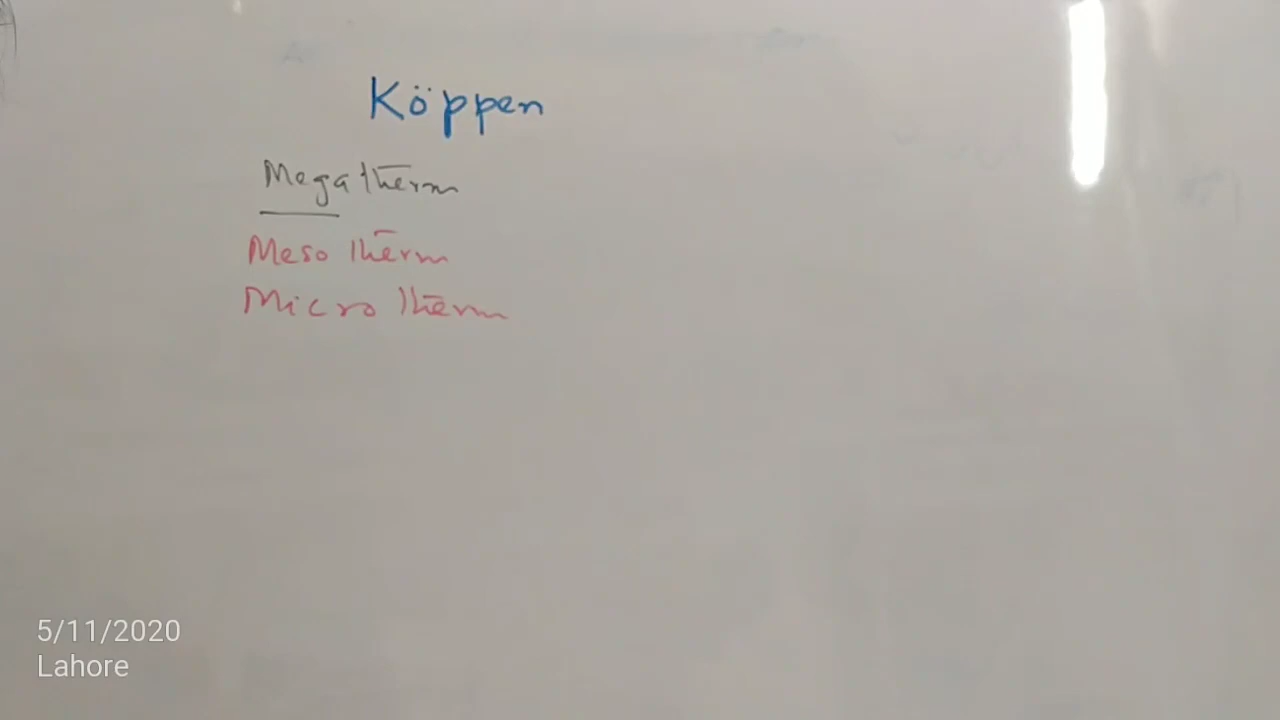 Köppen
Megatherm
Meso therm
Micro therm
5/11/2020
Lahore